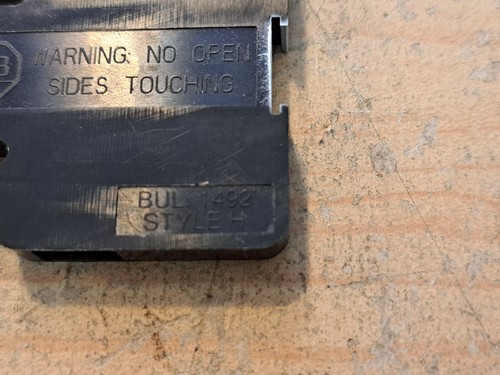 B
WARNING: NO OPEN
SIDES TOUCHING
BUL. 1492
STYLE H